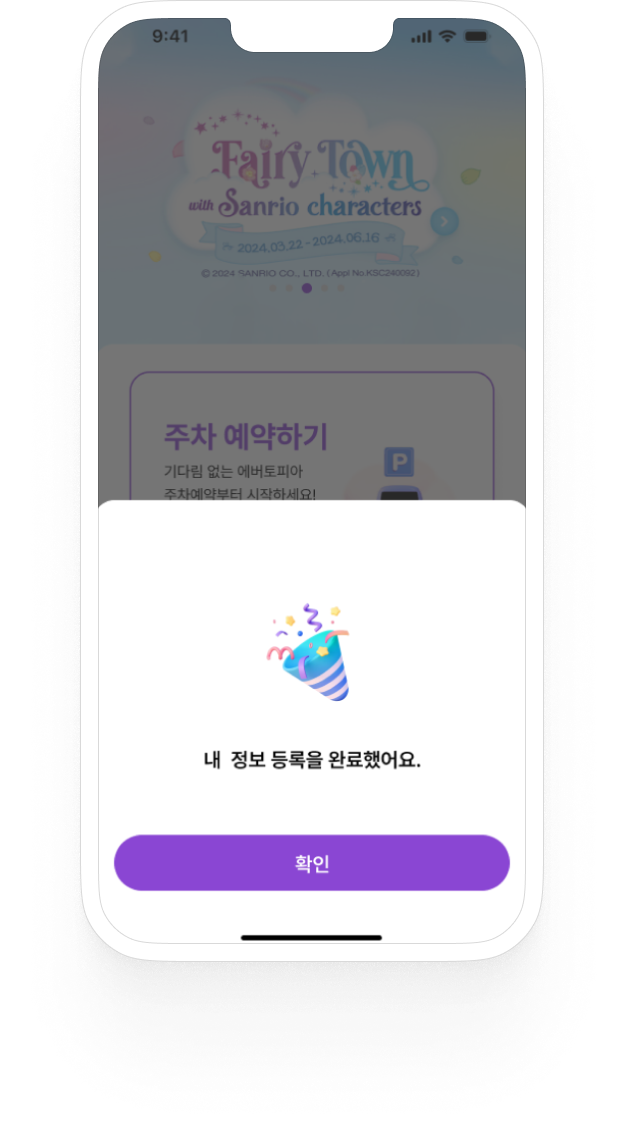 9:41
Fairy Town
with Sanrio characters
2024.03.22 - 2024.06.16
© 2024 SANRIO CO., LTD. (Appl No.KSC240092)
주차 예약하기
기다림 없는 에버토피아
주차예약부터 시작하세요!
P
내 정보 등록을 완료했어요.
확인